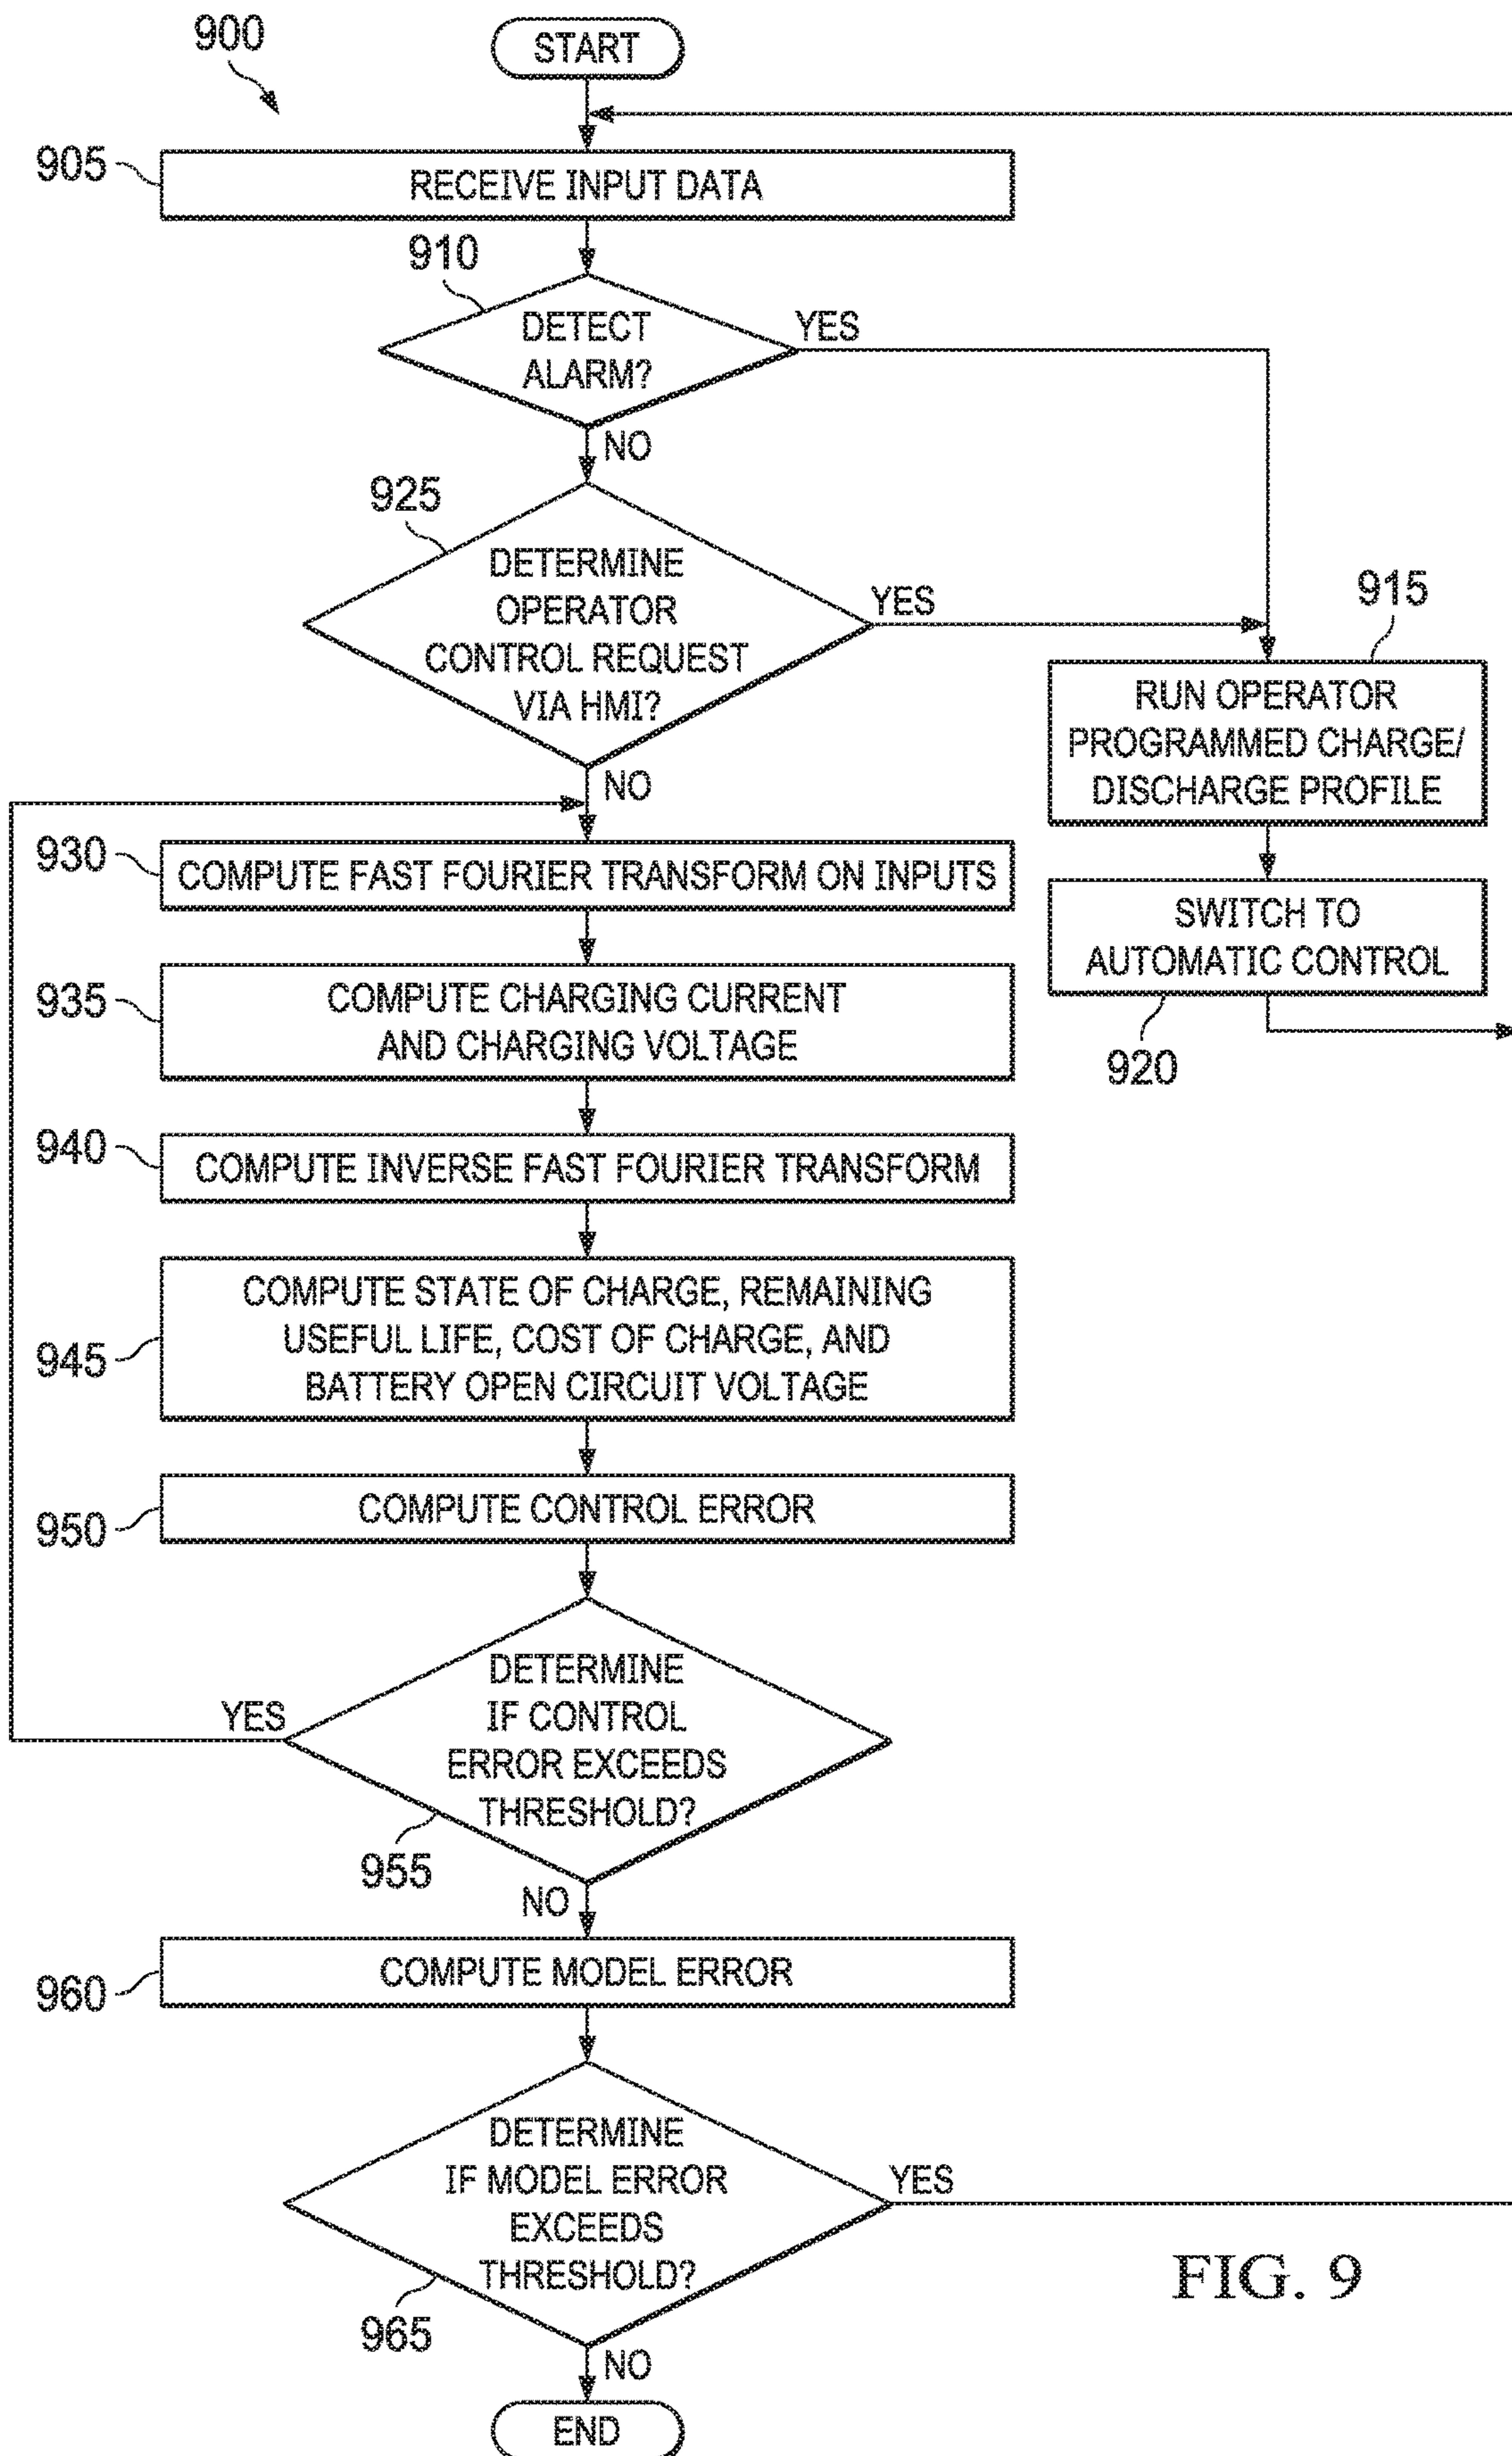 900
START
905
RECEIVE INPUT DATA
910
DETECT
ALARM?
YES
NO
925
DETERMINE
OPERATOR
CONTROL REQUEST
VIA HMI?
YES
NO
915
RUN OPERATOR
PROGRAMMED CHARGE/
DISCHARGE PROFILE
SWITCH TO
AUTOMATIC CONTROL
920
930
COMPUTE FAST FOURIER TRANSFORM ON INPUTS
935
COMPUTE CHARGING CURRENT
AND CHARGING VOLTAGE
940
COMPUTE INVERSE FAST FOURIER TRANSFORM
945
COMPUTE STATE OF CHARGE, REMAINING
USEFUL LIFE, COST OF CHARGE, AND
BATTERY OPEN CIRCUIT VOLTAGE
950
COMPUTE CONTROL ERROR
YES
DETERMINE
IF CONTROL
ERROR EXCEEDS
THRESHOLD?
955
NO
960
COMPUTE MODEL ERROR
DETERMINE
IF MODEL ERROR
EXCEEDS
THRESHOLD?
YES
965
NO
END
FIG. 9